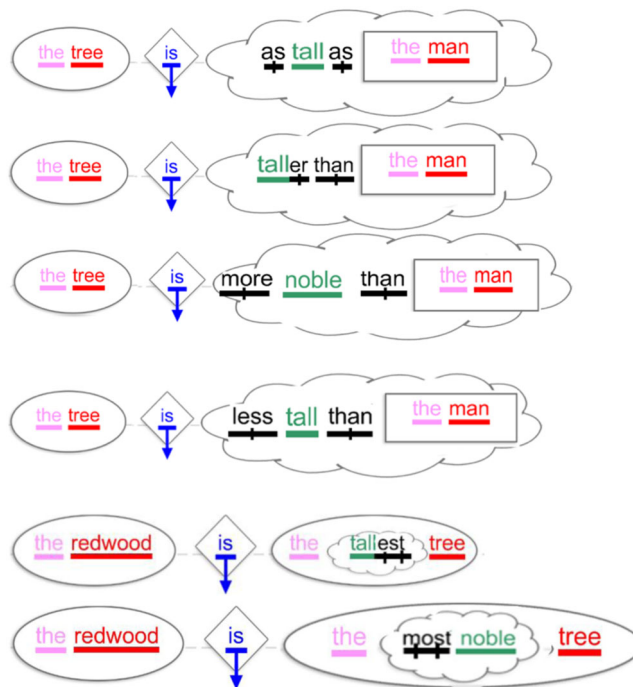 the tree is as tall as the man
the tree is taller than the man
the tree is more noble than the man
the tree is less tall than the man
the redwood is the tallest tree
the redwood is the most noble tree